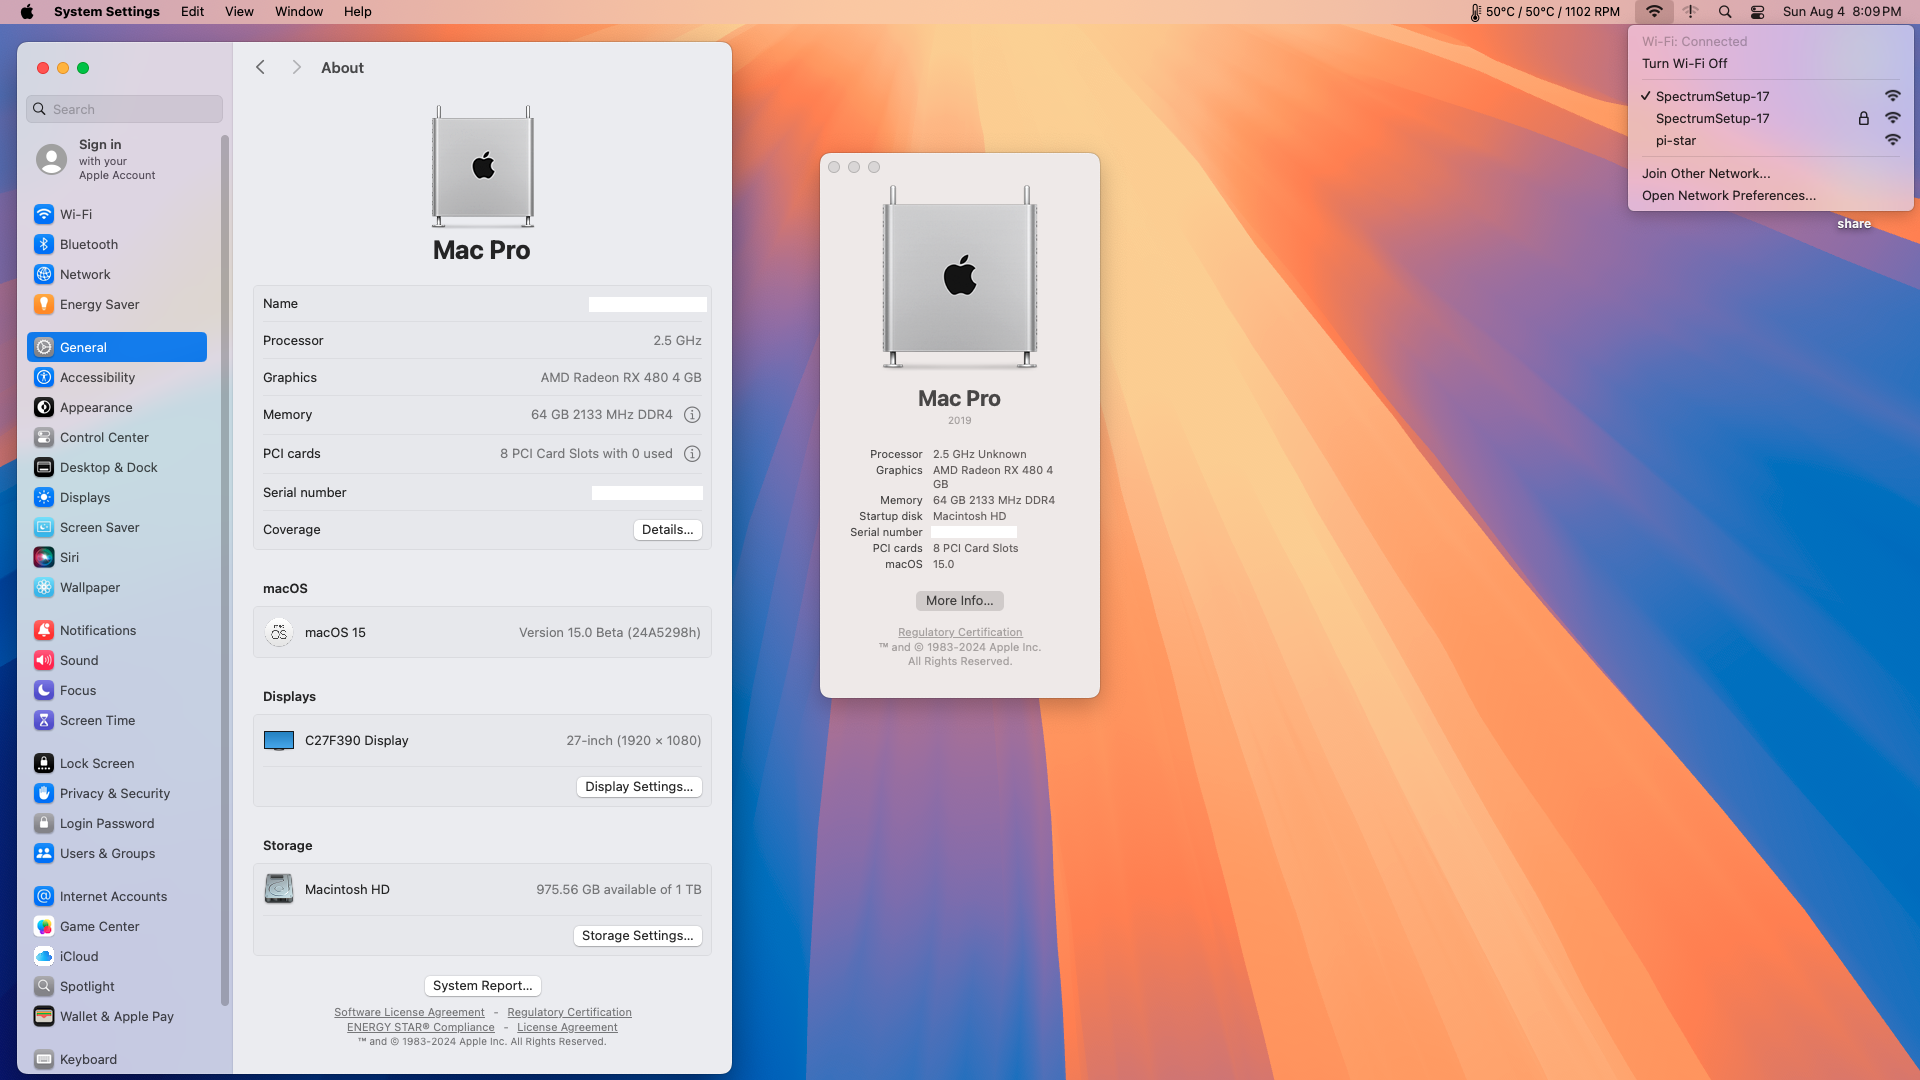 System Settings Edit View Window Help
50°C / 50°C / 1102 RPM Sun Aug 4 8:09 PM
About
Search
Sign in
with your
Apple Account
Wi-Fi
Bluetooth
Network
Energy Saver
General
Accessibility
Appearance
Control Center
Desktop & Dock
Displays
Screen Saver
Siri
Wallpaper
Notifications
Sound
Focus
Screen Time
Lock Screen
Privacy & Security
Login Password
Users & Groups
Internet Accounts
Game Center
iCloud
Spotlight
Wallet & Apple Pay
Keyboard
Mac Pro
Name
Processor 2.5 GHz
Graphics AMD Radeon RX 480 4 GB
Memory 64 GB 2133 MHz DDR4
PCI cards 8 PCI Card Slots with 0 used
Serial number
Coverage Details...
macOS
macOS 15 Version 15.0 Beta (24A5298h)
Displays
C27F390 Display 27-inch (1920 × 1080)
Display Settings...
Storage
Macintosh HD 975.56 GB available of 1 TB
Storage Settings...
System Report...
Software License Agreement - Regulatory Certification
ENERGY STAR® Compliance - License Agreement
™ and © 1983-2024 Apple Inc. All Rights Reserved.
Mac Pro
2019
Processor 2.5 GHz Unknown
Graphics AMD Radeon RX 480 4
GB
Memory 64 GB 2133 MHz DDR4
Startup disk Macintosh HD
Serial number
PCI cards 8 PCI Card Slots
macOS 15.0
More Info...
Regulatory Certification
™ and © 1983-2024 Apple Inc.
All Rights Reserved.
Wi-Fi: Connected
Turn Wi-Fi Off
✓ SpectrumSetup-17
SpectrumSetup-17
pi-star
Join Other Network...
Open Network Preferences...
share